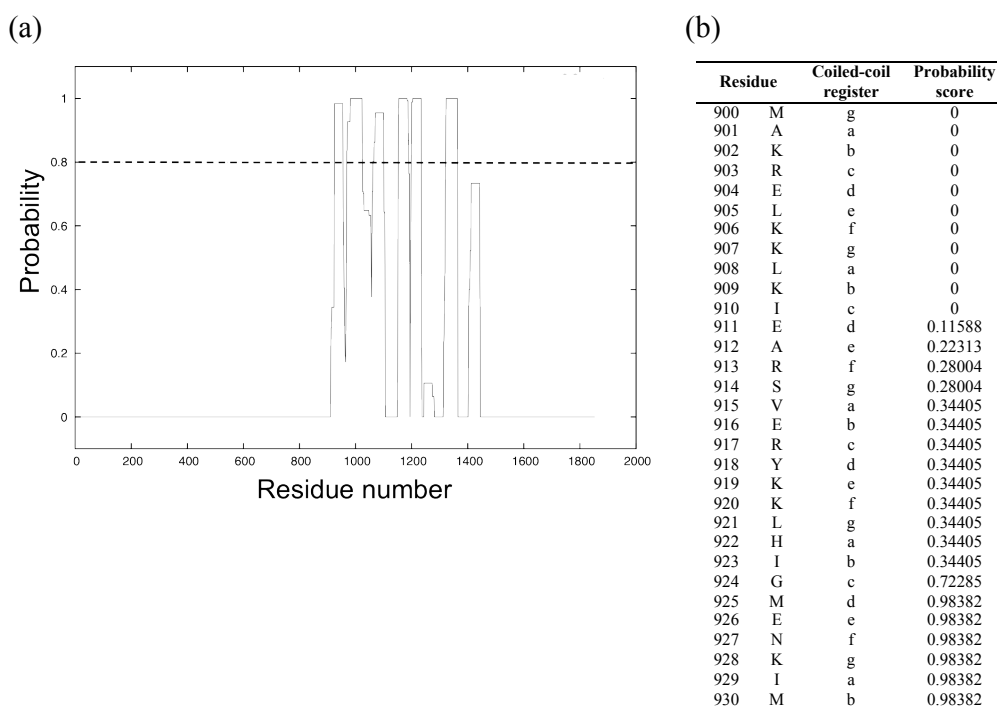 (a)
Probability
1
0.8
0.6
0.4
0.2
0
0 200 400 600 800 1000 1200 1400 1600 1800 2000
Residue number
(b)
Residue Coiled-coil register Probability score
900 M g 0
901 A a 0
902 K b 0
903 R c 0
904 E d 0
905 L e 0
906 K f 0
907 K g 0
908 L a 0
909 K b 0
910 I c 0
911 E d 0.11588
912 A e 0.22313
913 R f 0.28004
914 S g 0.28004
915 V a 0.34405
916 E b 0.34405
917 R c 0.34405
918 Y d 0.34405
919 K e 0.34405
920 K f 0.34405
921 L g 0.34405
922 H a 0.34405
923 I b 0.34405
924 G c 0.72285
925 M d 0.98382
926 E e 0.98382
927 N f 0.98382
928 K g 0.98382
929 I a 0.98382
930 M b 0.98382